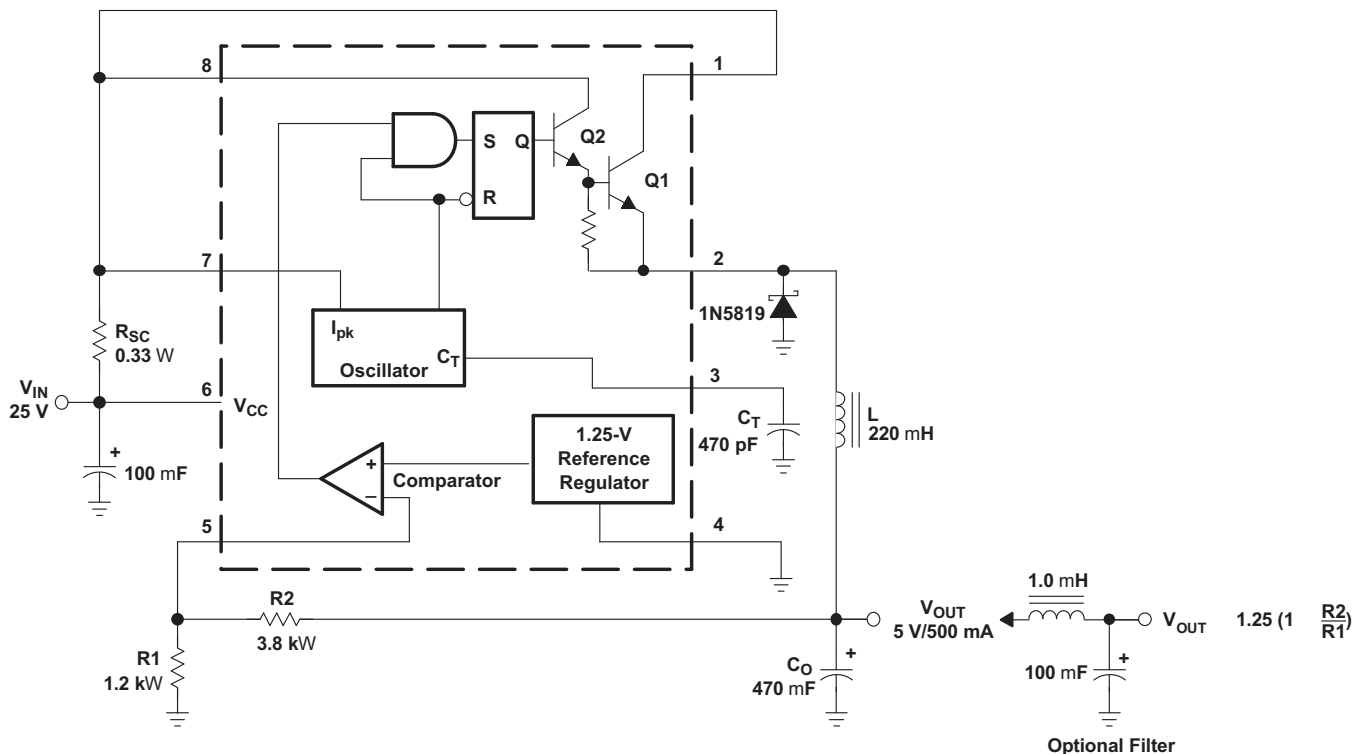 8
1
S
Q
Q2
Q1
R
7
2
1N5819
Ipk
CT
Oscillator
RSC
0.33 W
VIN
25 V
6
VCC
3
CT
470 pF
L
220 mH
1.25-V
Reference
Regulator
+
Comparator
−
+
100 mF
5
4
R2
3.8 kW
R1
1.2 kW
VOUT
5 V/500 mA
1.0 mH
VOUT
1.25 (1 R2
R1)
CO
470 mF
+
100 mF
+
Optional Filter